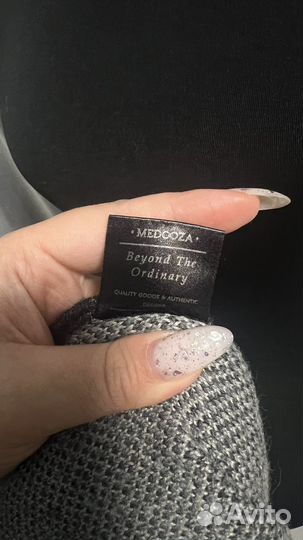 · MEDOOZA ·
Beyond The
Ordinary
QUALITY GOODS & AUTHENTIC
Avito